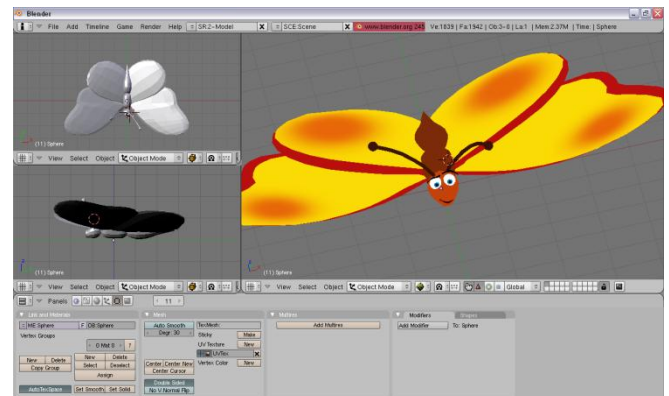 Blender
File Add Timeline Game Render Help SR:2-Model SCE:Scene www.blender.org 245 Ve:1839 | Fa:1942 | Ob:3-0 | La:1 | Mem:2.37M | Time: | Sphere
(11) Sphere
View Select Object Object Mode
(11) Sphere
(11) Sphere
View Select Object Object Mode
View Select Object Object Mode Global
Panels 11
Link and Materials
ME:Sphere F OB:Sphere
Vertex Groups
0 Mat 0 ?
New Delete
Copy Group
New Delete
Select Deselect
Assign
AutoTexSpace Set Smooth Set Solid
Mesh
Auto Smooth
Degr: 30
TexMesh:
Sticky Make
UV Texture New
UVTex
Vertex Color New
Center Center New
Center Cursor
Double Sided
No V.Normal Flip
Multires
Add Multires
Modifiers Shapes
Add Modifier To: Sphere